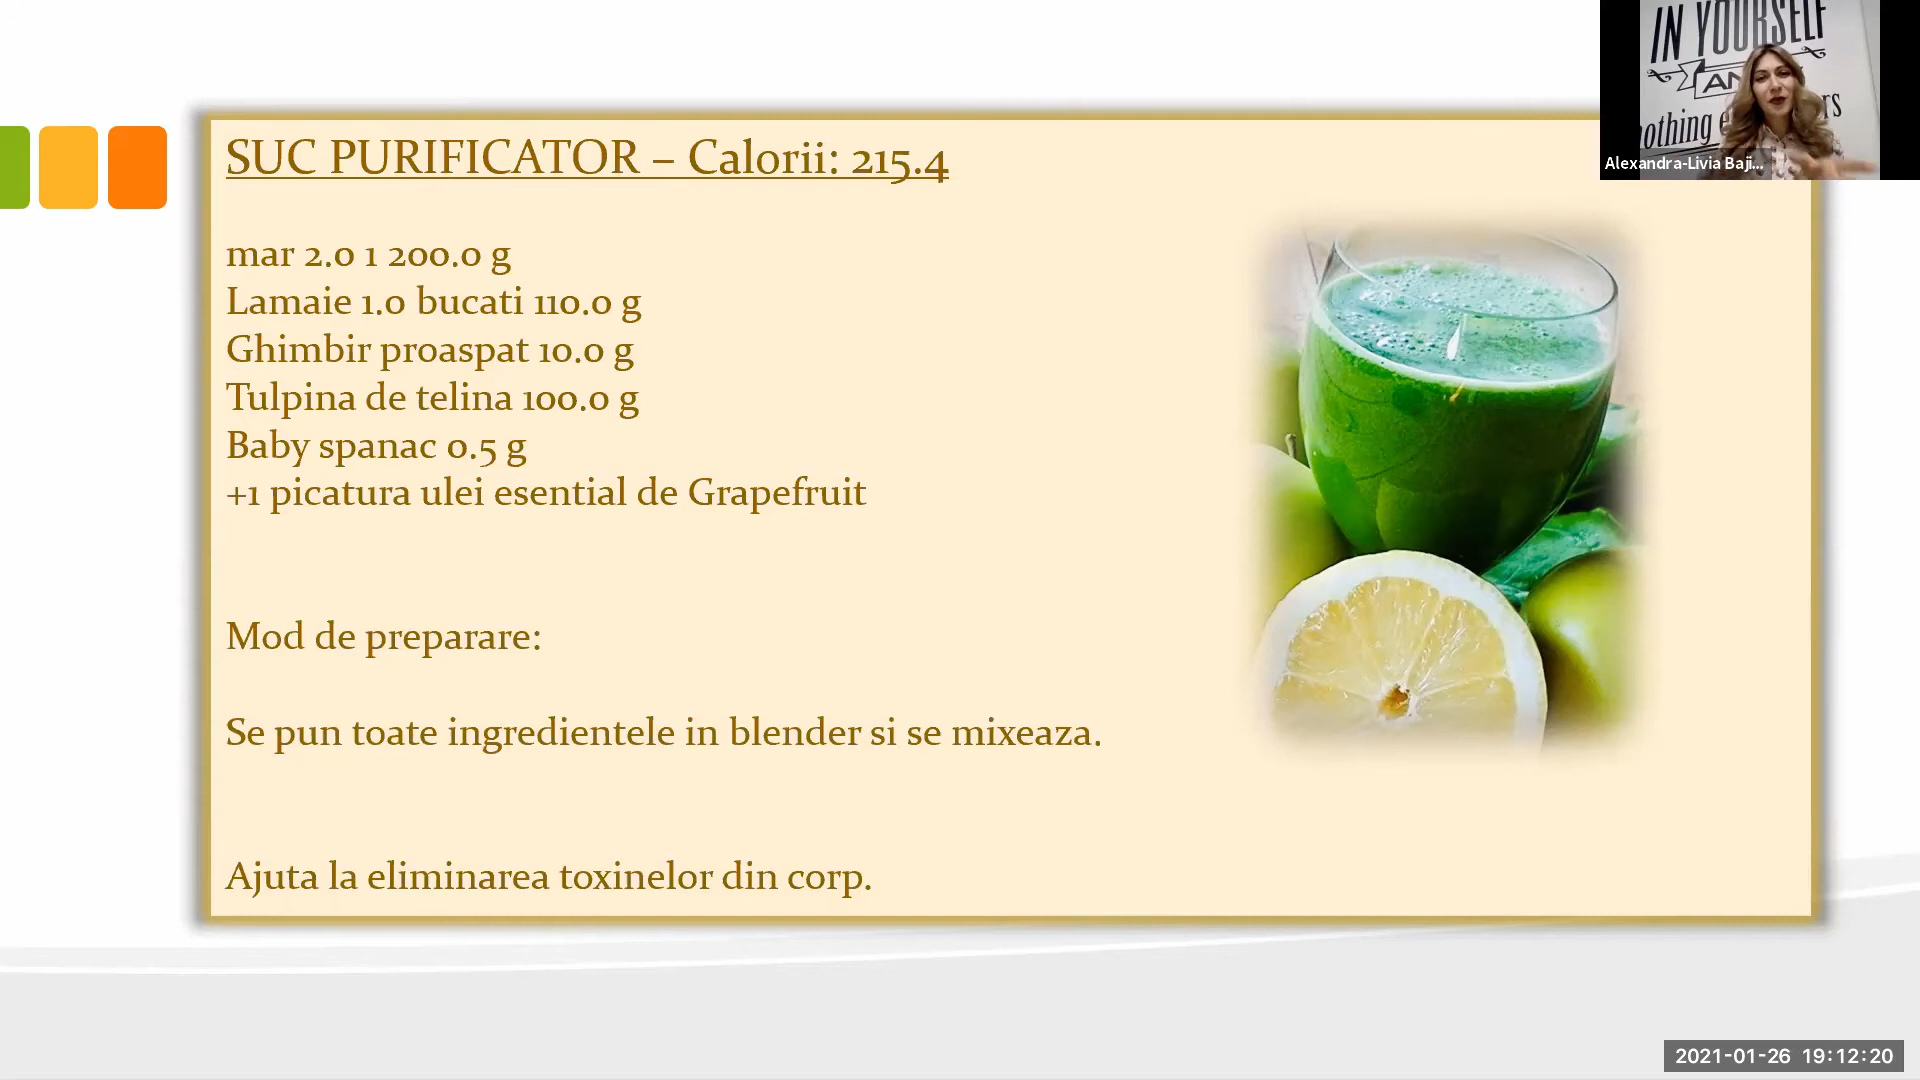 SUC PURIFICATOR – Calorii: 215.4
mar 2.0 1 200.0 g
Lamaie 1.0 bucati 110.0 g
Ghimbir proaspat 10.0 g
Tulpina de telina 100.0 g
Baby spanac 0.5 g
+1 picatura ulei esential de Grapefruit
Mod de preparare:
Se pun toate ingredientele in blender si se mixeaza.
Ajuta la eliminarea toxinelor din corp.
IN YOURSELF
nothing
Alexandra-Livia Baji...
2021-01-26 19:12:20